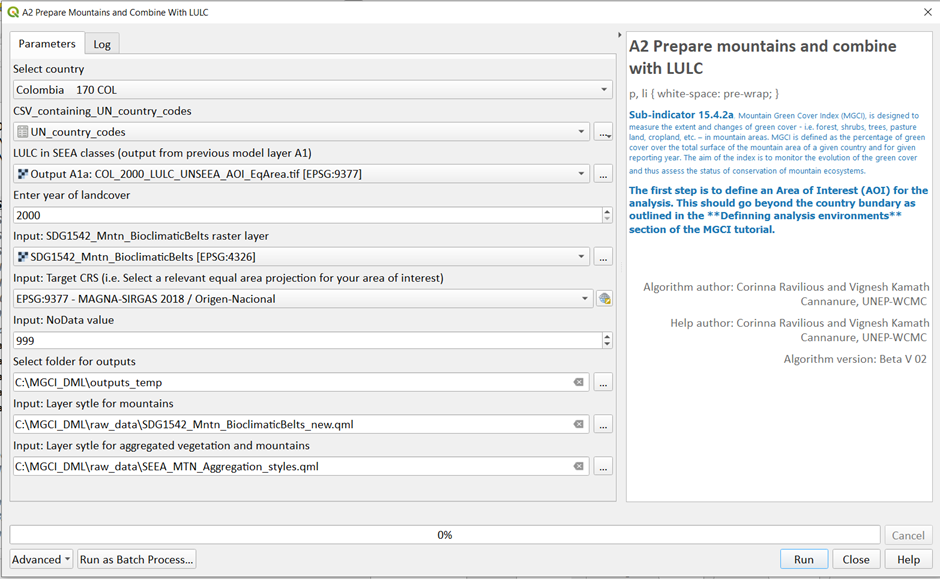 A2 Prepare Mountains and Combine With LULC
Parameters
Log
Select country
Colombia 170 COL
CSV_containing_UN_country_codes
UN_country_codes
...
LULC in SEEA classes (output from previous model layer A1)
Output A1a: COL_2000_LULC_UNSEEA_AOI_EqArea.tif [EPSG:9377]
...
Enter year of landcover
2000
Input: SDG1542_Mntn_BioclimaticBelts raster layer
SDG1542_Mntn_BioclimaticBelts [EPSG:4326]
...
Input: Target CRS (i.e. Select a relevant equal area projection for your area of interest)
EPSG:9377 - MAGNA-SIRGAS 2018 / Origen-Nacional
Input: NoData value
999
Select folder for outputs
C:\MGCI_DML\outputs_temp
...
Input: Layer sytle for mountains
C:\MGCI_DML\raw_data\SDG1542_Mntn_BioclimaticBelts_new.qml
...
Input: Layer sytle for aggregated vegetation and mountains
C:\MGCI_DML\raw_data\SEEA_MTN_Aggregation_styles.qml
...
A2 Prepare mountains and combine
with LULC
p, li { white-space: pre-wrap; }
Sub-indicator 15.4.2a Mountain Green Cover Index (MGCI), is designed to
measure the extent and changes of green cover - i.e. forest, shrubs, trees, pasture
land, cropland, etc. – in mountain areas. MGCI is defined as the percentage of green
cover over the total surface of the mountain area of a given country and for given
reporting year. The aim of the index is to monitor the evolution of the green cover
and thus assess the status of conservation of mountain ecosystems.
The first step is to define an Area of Interest (AOI) for the
analysis. This should go beyond the country bundary as
outlined in the **Definning analysis environments**
section of the MGCI tutorial.
Algorithm author: Corinna Ravilious and Vignesh Kamath
Cannanure, UNEP-WCMC
Help author: Corinna Ravilious and Vignesh Kamath
Cannanure, UNEP-WCMC
Algorithm version: Beta V 02
0%
Cancel
Advanced
Run as Batch Process...
Run
Close
Help